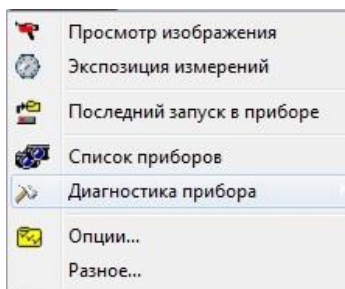 Просмотр изображения
Экспозиция измерений
Последний запуск в приборе
Список приборов
Диагностика прибора
Опции...
Разное...